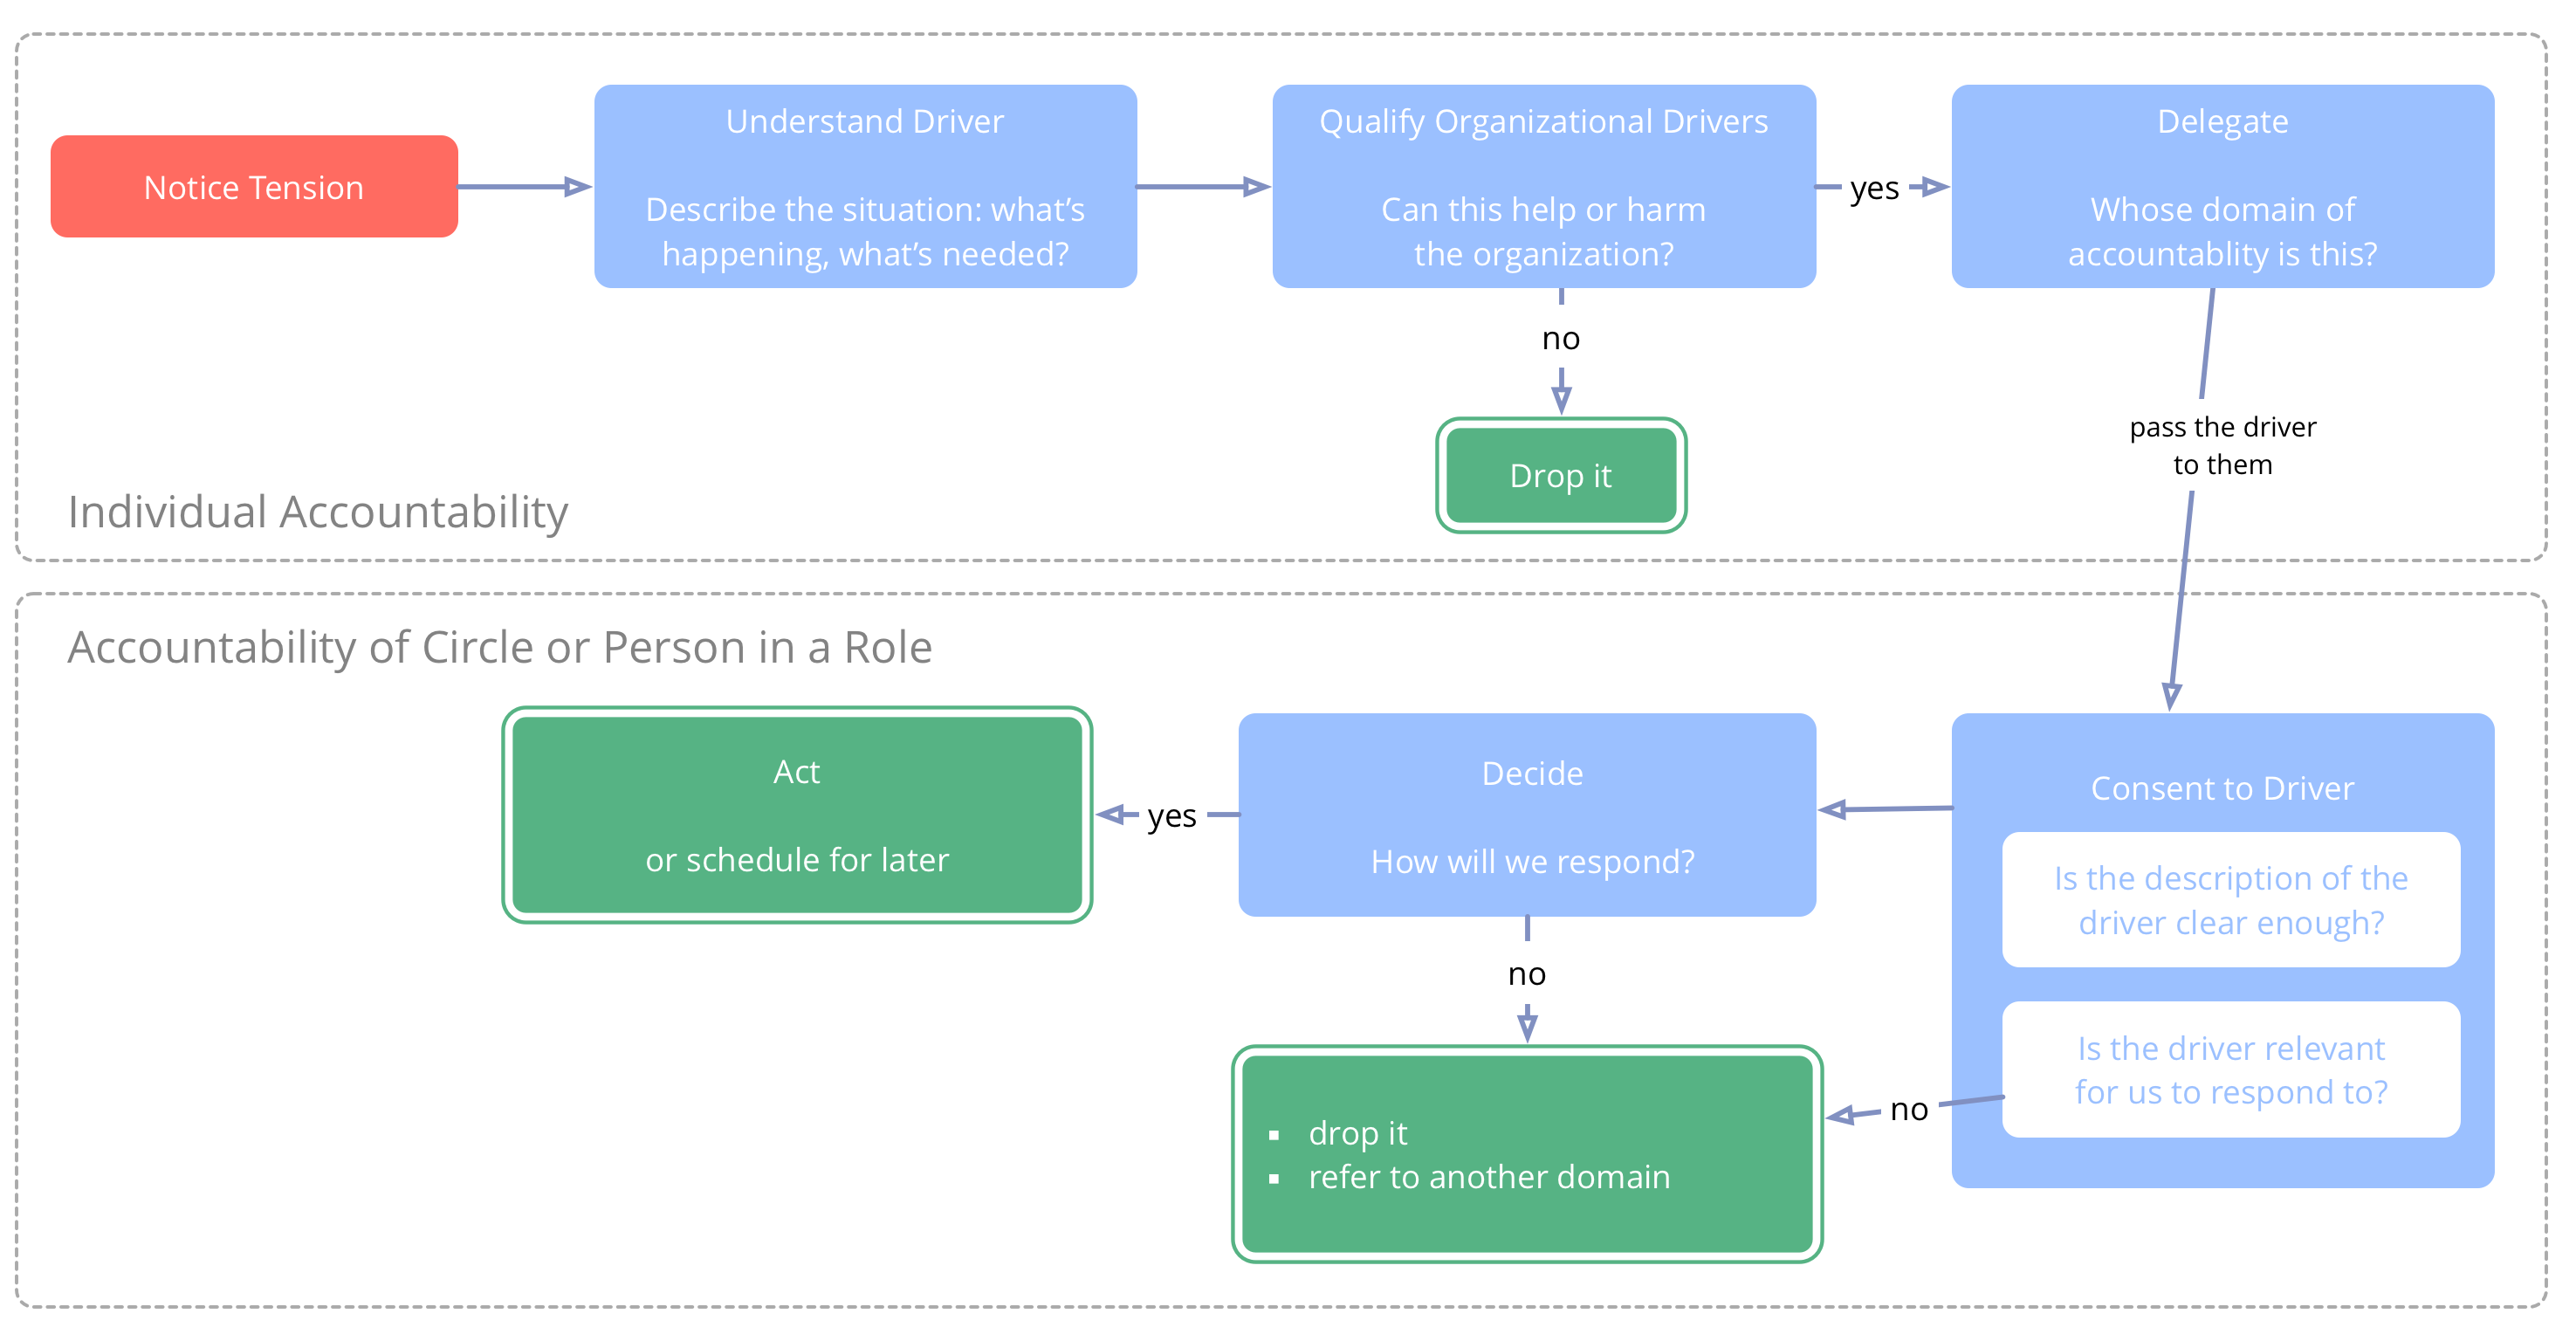 Notice Tension
Understand Driver
Describe the situation: what’s
happening, what’s needed?
Qualify Organizational Drivers
Can this help or harm
the organization?
yes
Delegate
Whose domain of
accountablity is this?
no
Drop it
pass the driver
to them
Individual Accountability
Accountability of Circle or Person in a Role
Consent to Driver
Is the description of the
driver clear enough?
Is the driver relevant
for us to respond to?
Decide
How will we respond?
yes
Act
or schedule for later
no
no
▪ drop it
▪ refer to another domain